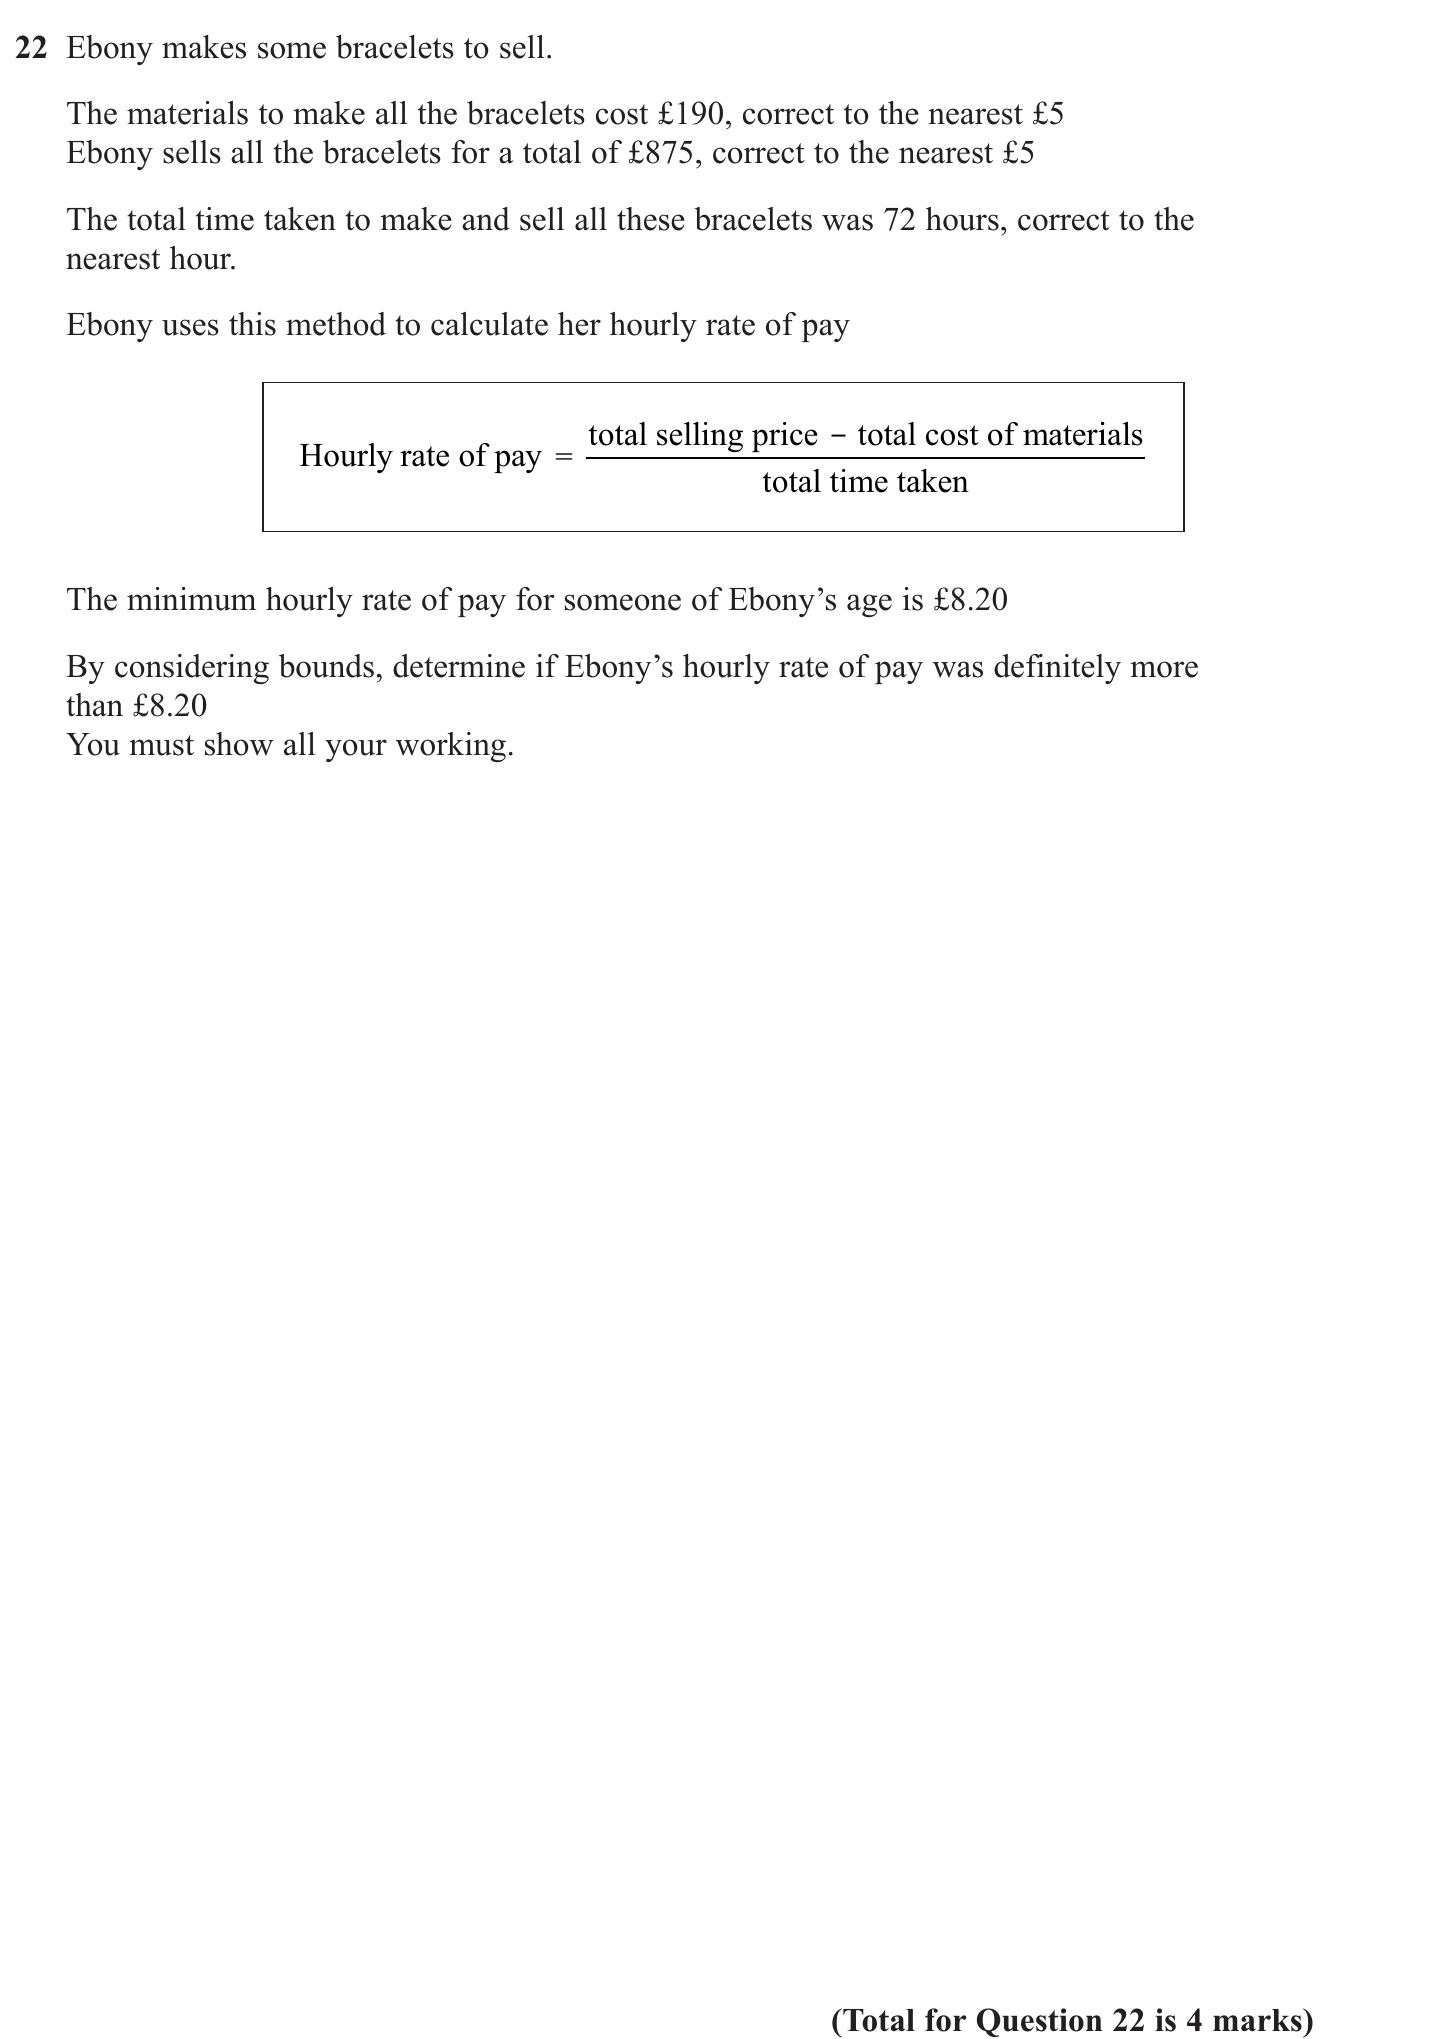 22 Ebony makes some bracelets to sell.
The materials to make all the bracelets cost £190, correct to the nearest £5
Ebony sells all the bracelets for a total of £875, correct to the nearest £5
The total time taken to make and sell all these bracelets was 72 hours, correct to the
nearest hour.
Ebony uses this method to calculate her hourly rate of pay
Hourly rate of pay = total selling price − total cost of materials
total time taken
The minimum hourly rate of pay for someone of Ebony’s age is £8.20
By considering bounds, determine if Ebony’s hourly rate of pay was definitely more
than £8.20
You must show all your working.
(Total for Question 22 is 4 marks)